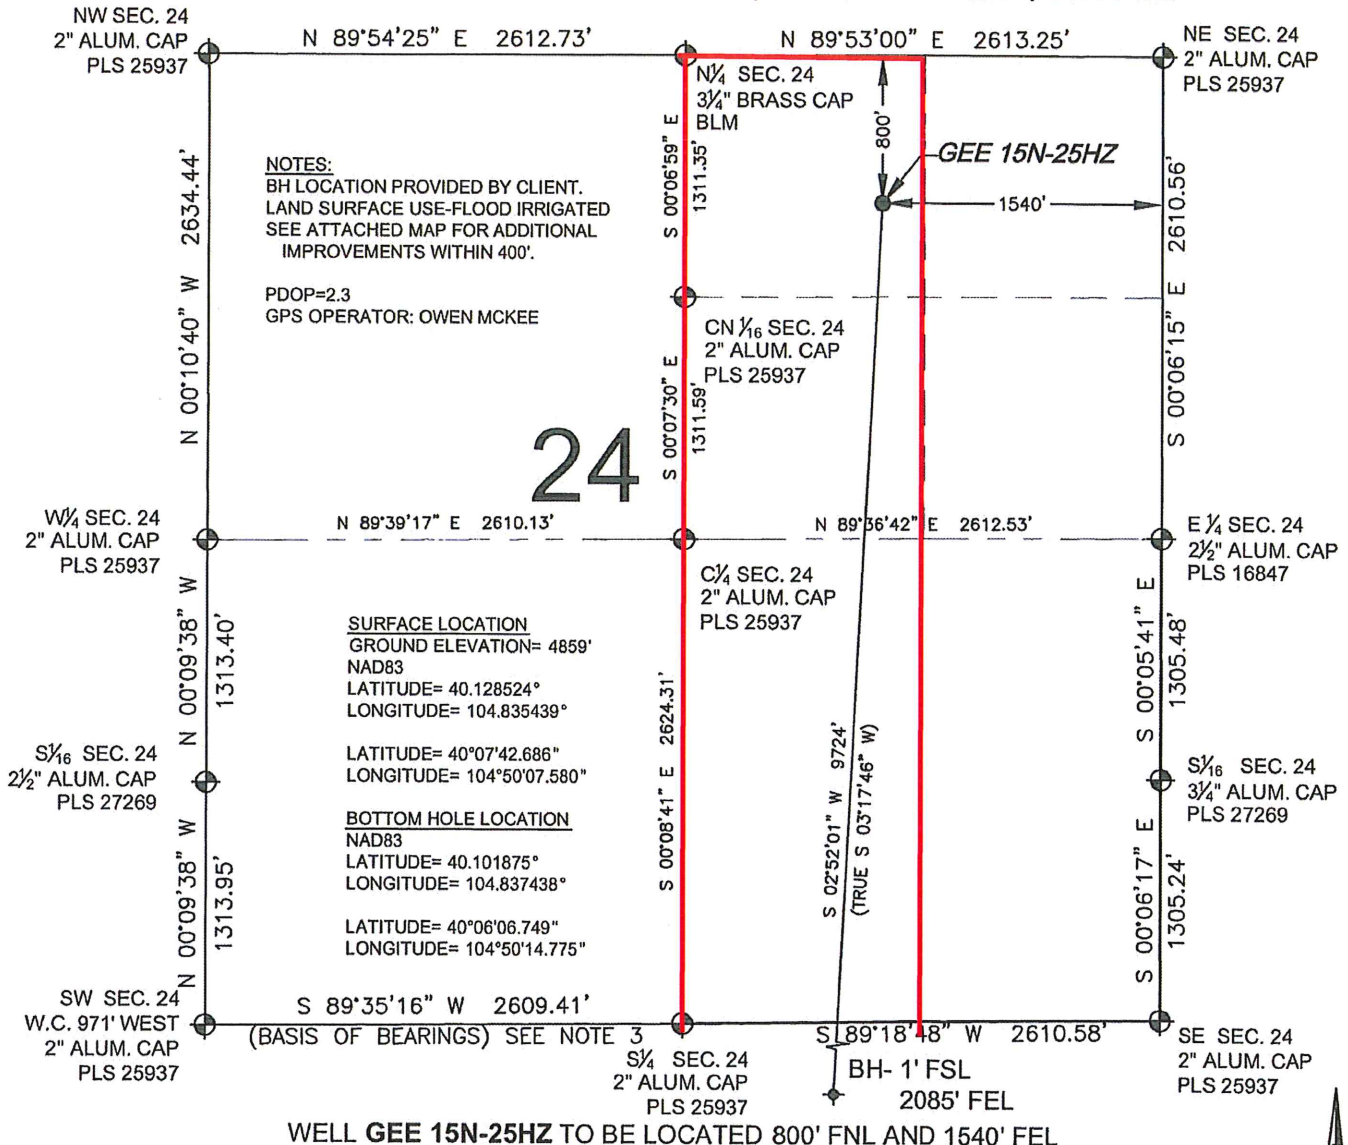 NW SEC. 24
2" ALUM. CAP
PLS 25937
N 89°54'25" E 2612.73'
N 89°53'00" E 2613.25'
NE SEC. 24
2" ALUM. CAP
PLS 25937
N¼ SEC. 24
3¼" BRASS CAP
BLM
800'
GEE 15N-25HZ
1540'
NOTES:
BH LOCATION PROVIDED BY CLIENT.
LAND SURFACE USE-FLOOD IRRIGATED
SEE ATTACHED MAP FOR ADDITIONAL
IMPROVEMENTS WITHIN 400'.
PDOP=2.3
GPS OPERATOR: OWEN MCKEE
N 00°10'40" W 2634.44'
S 00°06'59" E
1311.35'
S 00°06'15" E 2610.56'
CN 1⁄16 SEC. 24
2" ALUM. CAP
PLS 25937
S 00°07'30" E
1311.59'
24
W¼ SEC. 24
2" ALUM. CAP
PLS 25937
N 89°39'17" E 2610.13'
N 89°36'42" E 2612.53'
E ¼ SEC. 24
2½" ALUM. CAP
PLS 16847
C¼ SEC. 24
2" ALUM. CAP
PLS 25937
N 00°09'38" W
1313.40'
SURFACE LOCATION
GROUND ELEVATION= 4859'
NAD83
LATITUDE= 40.128524°
LONGITUDE= 104.835439°
LATITUDE= 40°07'42.686"
LONGITUDE= 104°50'07.580"
BOTTOM HOLE LOCATION
NAD83
LATITUDE= 40.101875°
LONGITUDE= 104.837438°
LATITUDE= 40°06'06.749"
LONGITUDE= 104°50'14.775"
S 00°08'41" E 2624.31'
S 02°52'01" W 9724'
(TRUE S 03°17'46" W)
S 00°05'41" E
1305.48'
S1⁄16 SEC. 24
2½" ALUM. CAP
PLS 27269
S1⁄16 SEC. 24
3¼" ALUM. CAP
PLS 27269
N 00°09'38" W
1313.95'
S 00°06'17" E
1305.24'
SW SEC. 24
W.C. 971' WEST
2" ALUM. CAP
PLS 25937
S 89°35'16" W 2609.41'
(BASIS OF BEARINGS) SEE NOTE 3
S¼ SEC. 24
2" ALUM. CAP
PLS 25937
S 89°18'48" W 2610.58'
SE SEC. 24
2" ALUM. CAP
PLS 25937
BH- 1' FSL
2085' FEL
WELL GEE 15N-25HZ TO BE LOCATED 800' FNL AND 1540' FEL